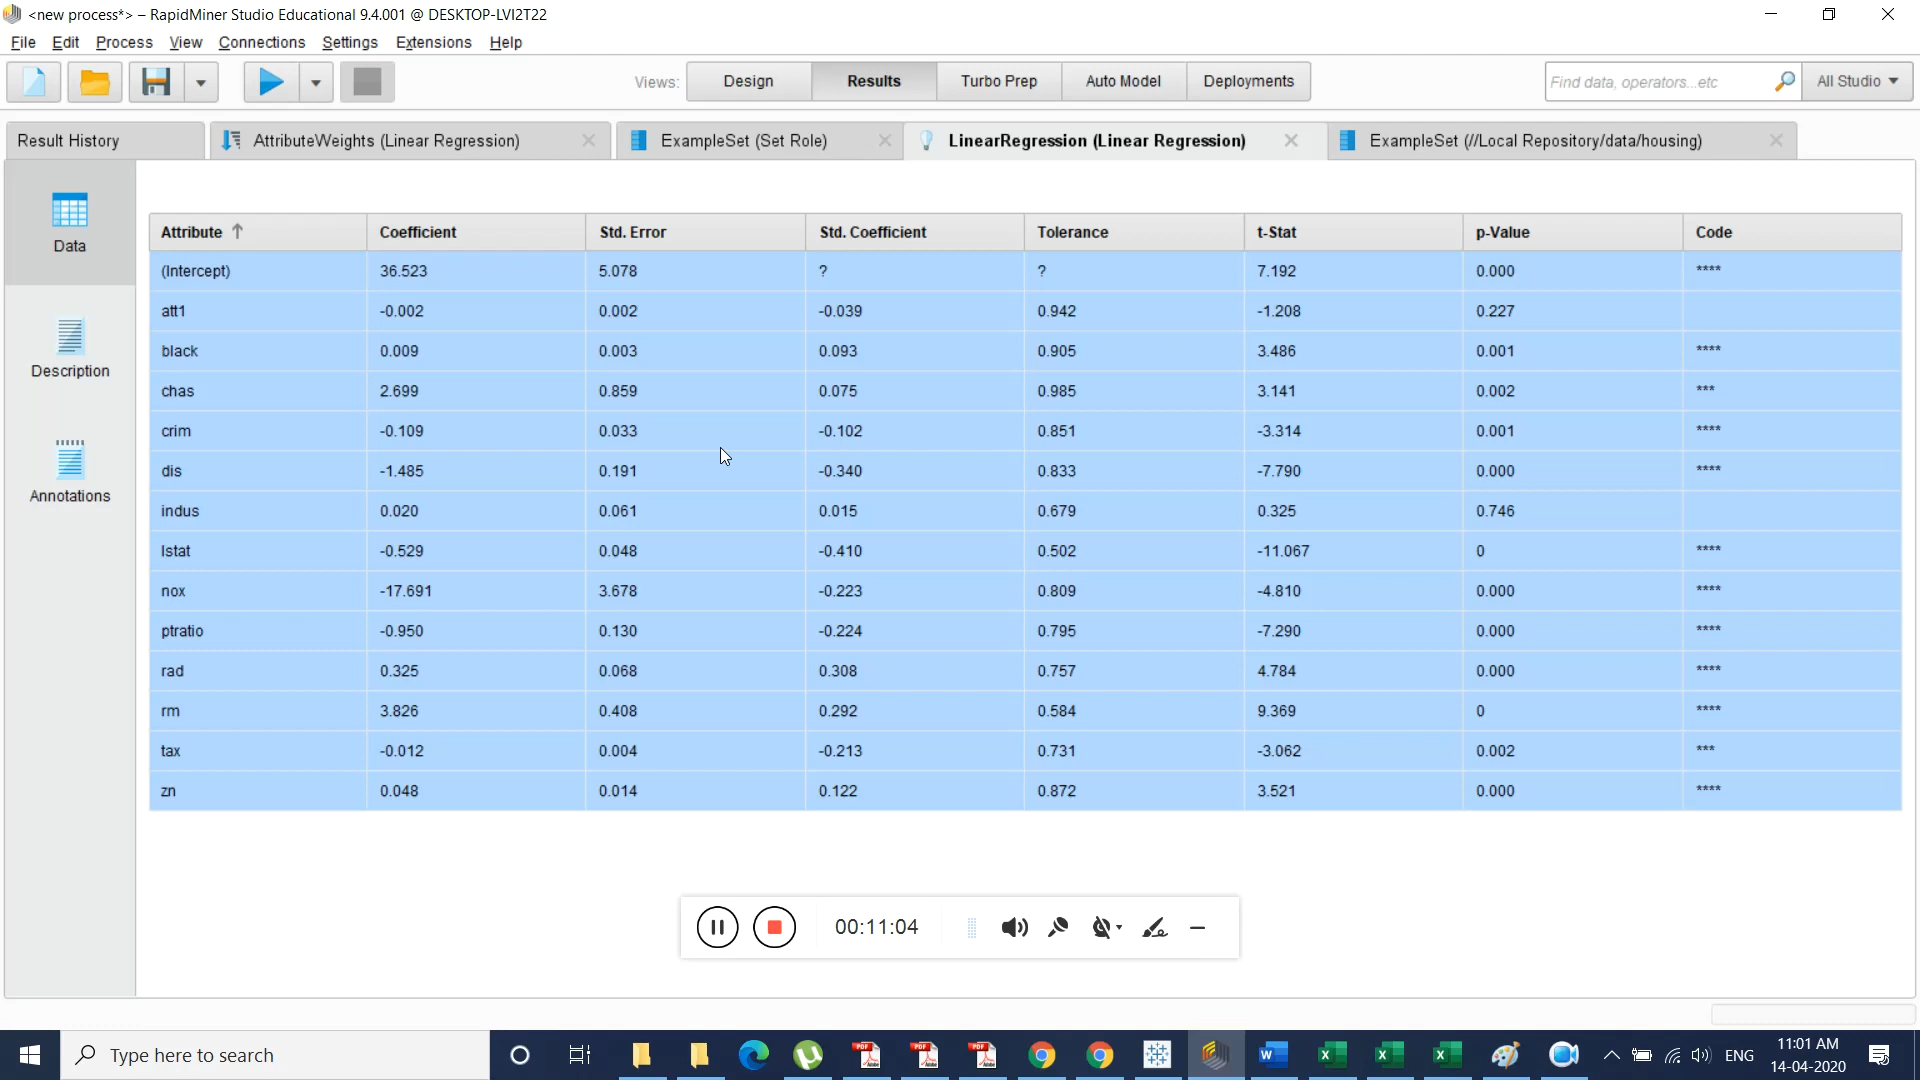 <new process*> – RapidMiner Studio Educational 9.4.001 @ DESKTOP-LVI2T22
File Edit Process View Connections Settings Extensions Help
Views: Design Results Turbo Prep Auto Model Deployments Find data, operators...etc All Studio
Result History AttributeWeights (Linear Regression) ExampleSet (Set Role) LinearRegression (Linear Regression) ExampleSet (//Local Repository/data/housing)
Data
Description
Annotations
Attribute Coefficient Std. Error Std. Coefficient Tolerance t-Stat p-Value Code
(Intercept) 36.523 5.078 ? ? 7.192 0.000 ****
att1 -0.002 0.002 -0.039 0.942 -1.208 0.227
black 0.009 0.003 0.093 0.905 3.486 0.001 ****
chas 2.699 0.859 0.075 0.985 3.141 0.002 ***
crim -0.109 0.033 -0.102 0.851 -3.314 0.001 ****
dis -1.485 0.191 -0.340 0.833 -7.790 0.000 ****
indus 0.020 0.061 0.015 0.679 0.325 0.746
lstat -0.529 0.048 -0.410 0.502 -11.067 0 ****
nox -17.691 3.678 -0.223 0.809 -4.810 0.000 ****
ptratio -0.950 0.130 -0.224 0.795 -7.290 0.000 ****
rad 0.325 0.068 0.308 0.757 4.784 0.000 ****
rm 3.826 0.408 0.292 0.584 9.369 0 ****
tax -0.012 0.004 -0.213 0.731 -3.062 0.002 ***
zn 0.048 0.014 0.122 0.872 3.521 0.000 ****
00:11:04
Type here to search
ENG
11:01 AM
14-04-2020